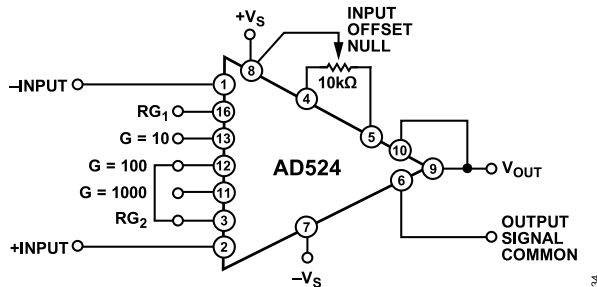 +VS
INPUT
OFFSET
NULL
10kΩ
–INPUT
1
8
4
RG1
16
G = 10
13
5
10
G = 100
12
AD524
9
VOUT
G = 1000
11
6
RG2
3
7
OUTPUT
SIGNAL
COMMON
+INPUT
2
–VS
34